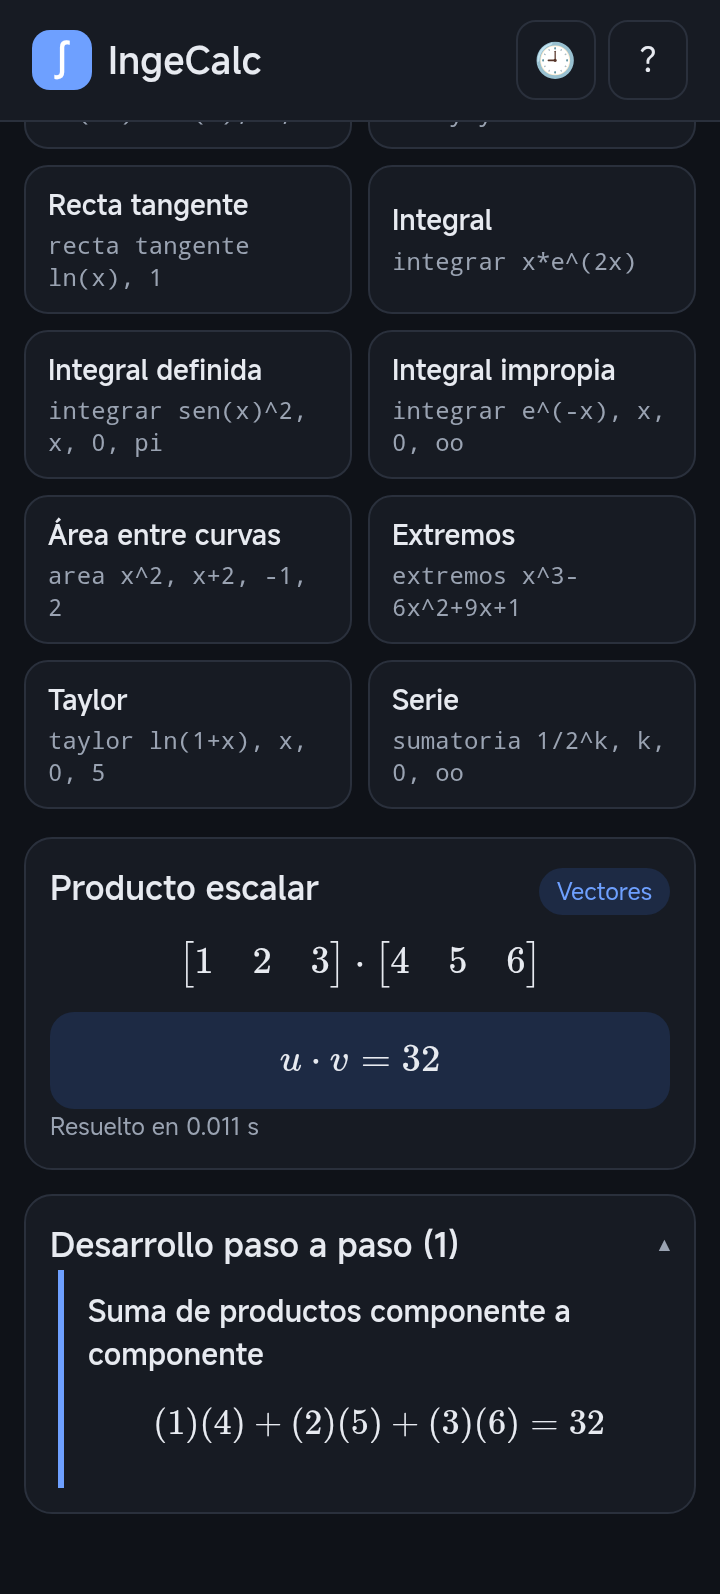 ∫ IngeCalc ?
Recta tangente
recta tangente
ln(x), 1
Integral
integrar x*e^(2x)
Integral definida
integrar sen(x)^2,
x, 0, pi
Integral impropia
integrar e^(-x), x,
0, oo
Área entre curvas
area x^2, x+2, -1,
2
Extremos
extremos x^3-
6x^2+9x+1
Taylor
taylor ln(1+x), x,
0, 5
Serie
sumatoria 1/2^k, k,
0, oo
Producto escalar
Vectores
[1 2 3] · [4 5 6]
u · v = 32
Resuelto en 0.011 s
Desarrollo paso a paso (1) ▲
Suma de productos componente a
componente
(1)(4) + (2)(5) + (3)(6) = 32